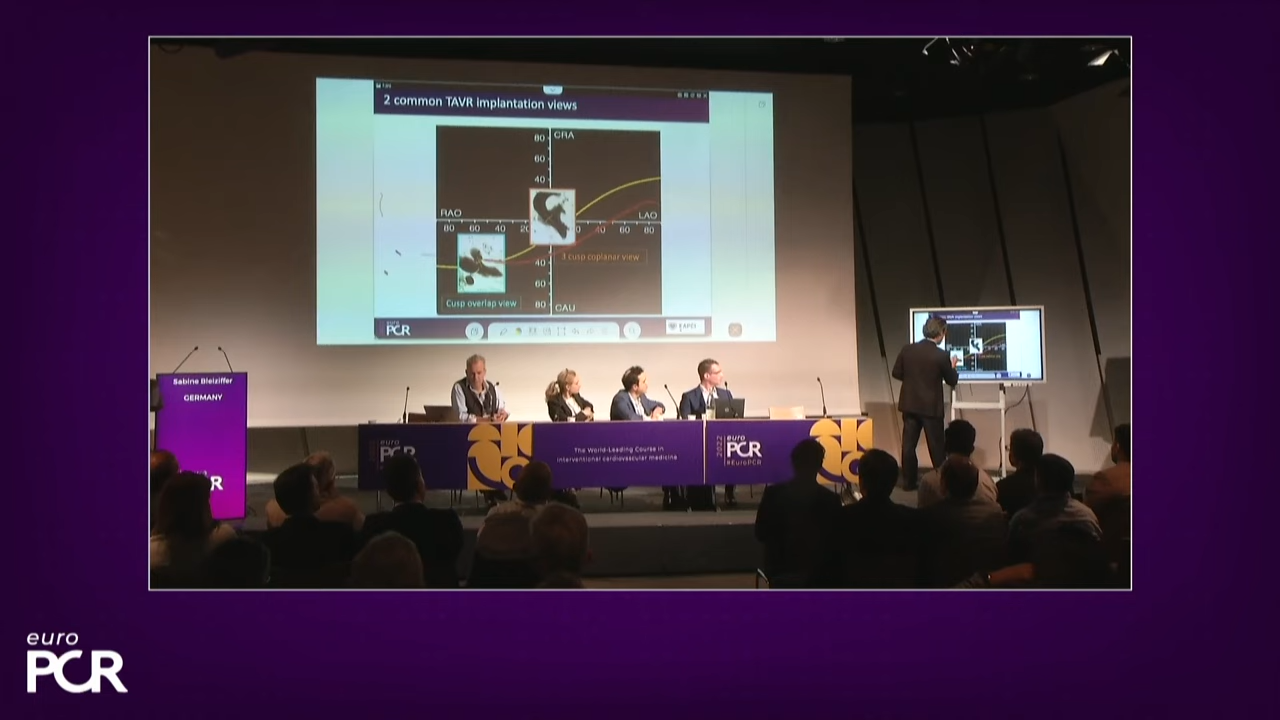 2 common TAVR implantation views
80
CRA
60
40
RAO
LAO
80 60 40 20
40 60 80
40
3 cusp coplanar view
60
Cusp overlap view
80
CAU
euro
PCR
EAPCI
Sabine Bleiziffer
GERMANY
euro
PCR
The World-Leading Course in
interventional cardiovascular medicine
2022
euro
PCR
#EuroPCR
euro
PCR